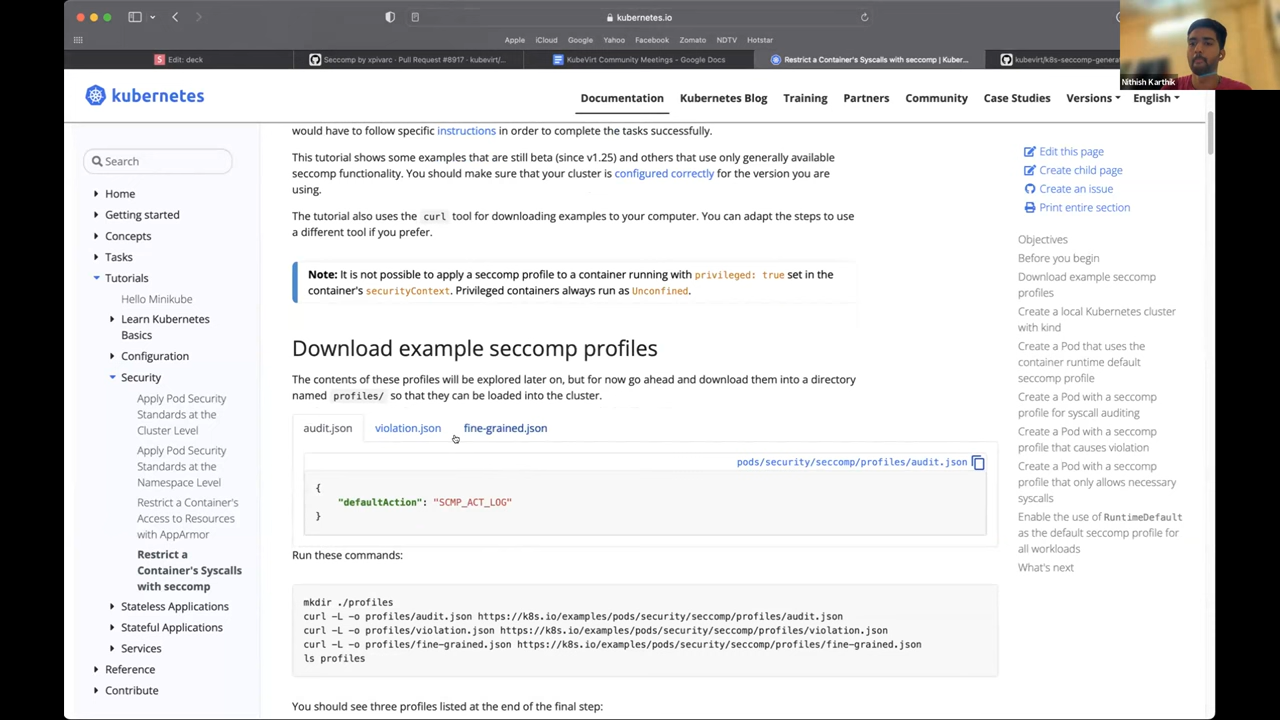 kubernetes.io
Apple
iCloud
Google
Yahoo
Facebook
Zomato
NDTV
Hotstar
Edit: deck
Seccomp by xpivarc · Pull Request #8917 · kubevirt/...
KubeVirt Community Meetings - Google Docs
Restrict a Container's Syscalls with seccomp | Kuber...
kubevirt/k8s-seccomp-genera
Nithish Karthik
kubernetes
Documentation
Kubernetes Blog
Training
Partners
Community
Case Studies
Versions
English
Search
Home
Getting started
Concepts
Tasks
Tutorials
Hello Minikube
Learn Kubernetes
Basics
Configuration
Security
Apply Pod Security
Standards at the
Cluster Level
Apply Pod Security
Standards at the
Namespace Level
Restrict a Container's
Access to Resources
with AppArmor
Restrict a
Container's Syscalls
with seccomp
Stateless Applications
Stateful Applications
Services
Reference
Contribute
would have to follow specific instructions in order to complete the tasks successfully.
This tutorial shows some examples that are still beta (since v1.25) and others that use only generally available
seccomp functionality. You should make sure that your cluster is configured correctly for the version you are
using.
The tutorial also uses the curl tool for downloading examples to your computer. You can adapt the steps to use
a different tool if you prefer.
Note: It is not possible to apply a seccomp profile to a container running with privileged: true set in the
container's securityContext. Privileged containers always run as Unconfined.
Download example seccomp profiles
The contents of these profiles will be explored later on, but for now go ahead and download them into a directory
named profiles/ so that they can be loaded into the cluster.
audit.json
violation.json
fine-grained.json
pods/security/seccomp/profiles/audit.json
{
"defaultAction": "SCMP_ACT_LOG"
}
Run these commands:
mkdir ./profiles
curl -L -o profiles/audit.json https://k8s.io/examples/pods/security/seccomp/profiles/audit.json
curl -L -o profiles/violation.json https://k8s.io/examples/pods/security/seccomp/profiles/violation.json
curl -L -o profiles/fine-grained.json https://k8s.io/examples/pods/security/seccomp/profiles/fine-grained.json
ls profiles
You should see three profiles listed at the end of the final step:
Edit this page
Create child page
Create an issue
Print entire section
Objectives
Before you begin
Download example seccomp
profiles
Create a local Kubernetes cluster
with kind
Create a Pod that uses the
container runtime default
seccomp profile
Create a Pod with a seccomp
profile for syscall auditing
Create a Pod with a seccomp
profile that causes violation
Create a Pod with a seccomp
profile that only allows necessary
syscalls
Enable the use of RuntimeDefault
as the default seccomp profile for
all workloads
What's next